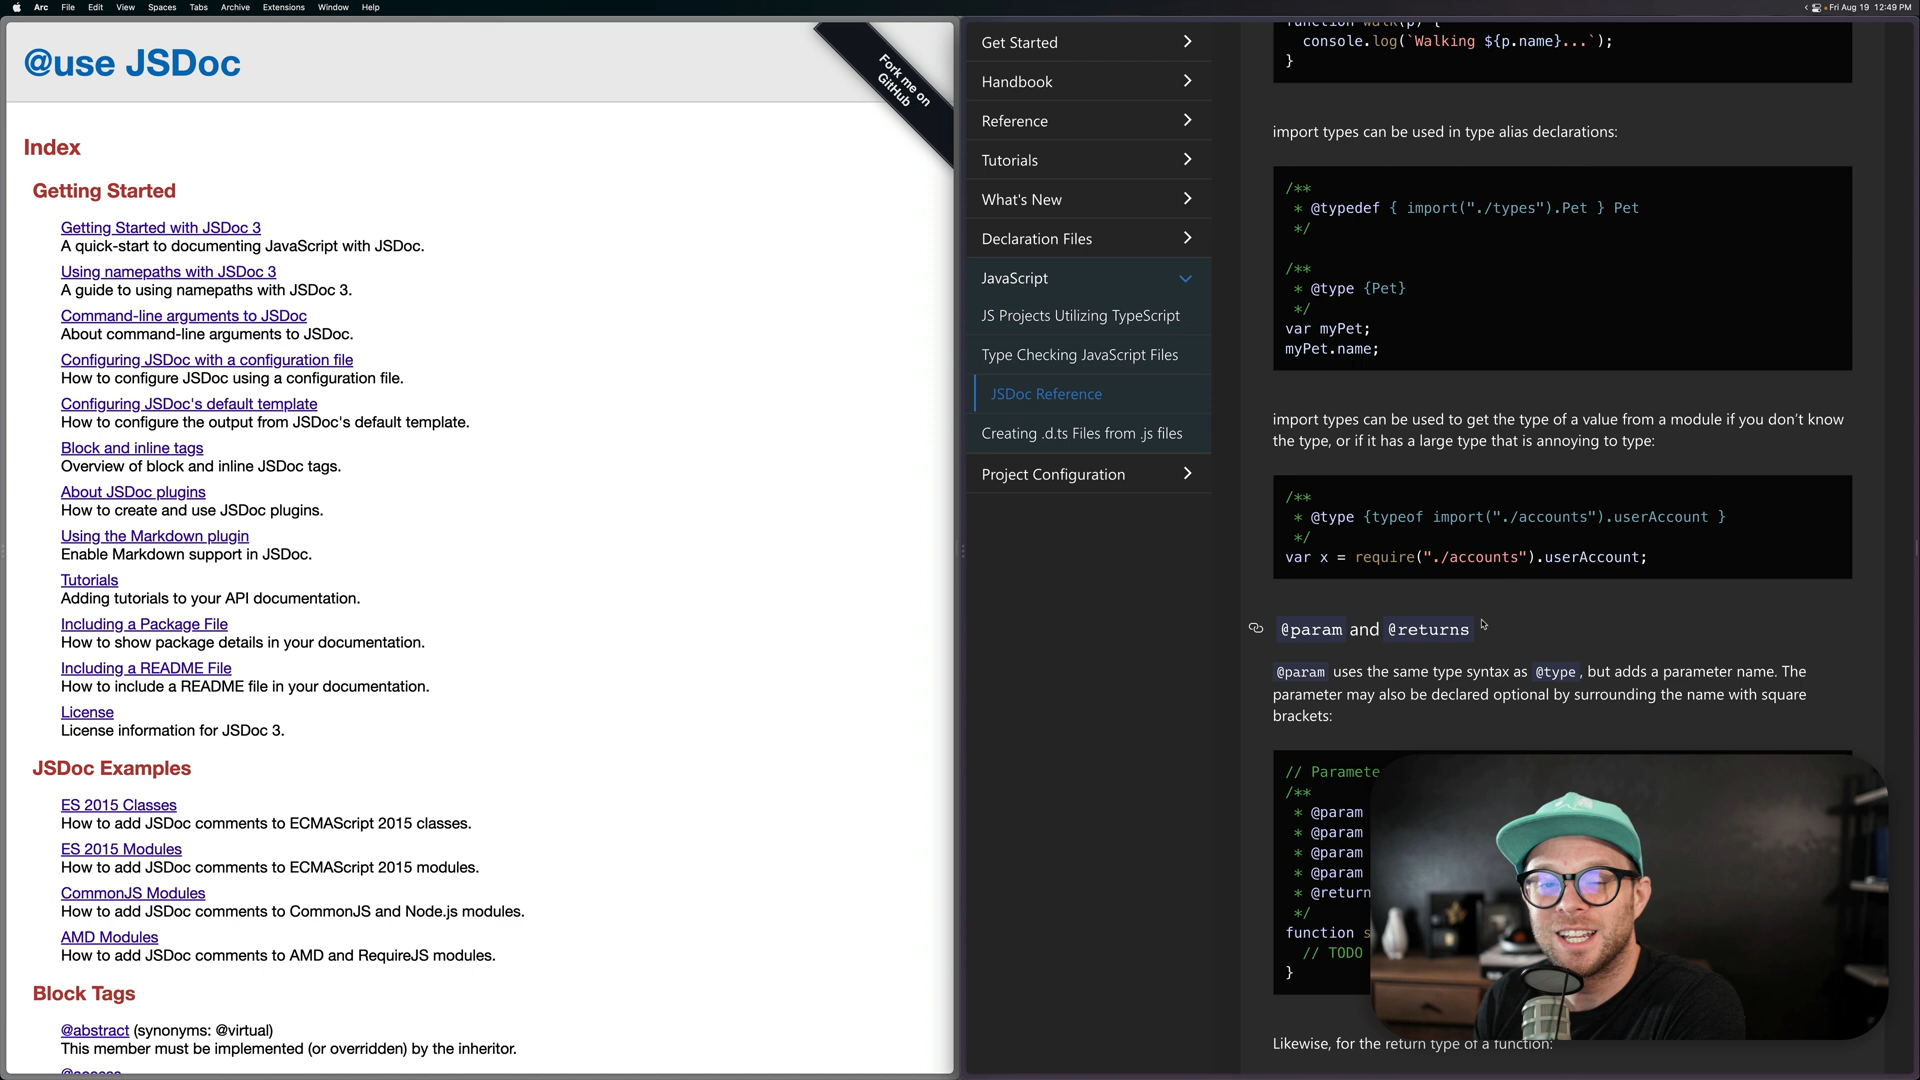 Arc File Edit View Spaces Tabs Archive Extensions Window Help
Fri Aug 19 12:49 PM
@use JSDoc
Fork me on
GitHub
Index
Getting Started
Getting Started with JSDoc 3
A quick-start to documenting JavaScript with JSDoc.
Using namepaths with JSDoc 3
A guide to using namepaths with JSDoc 3.
Command-line arguments to JSDoc
About command-line arguments to JSDoc.
Configuring JSDoc with a configuration file
How to configure JSDoc using a configuration file.
Configuring JSDoc's default template
How to configure the output from JSDoc's default template.
Block and inline tags
Overview of block and inline JSDoc tags.
About JSDoc plugins
How to create and use JSDoc plugins.
Using the Markdown plugin
Enable Markdown support in JSDoc.
Tutorials
Adding tutorials to your API documentation.
Including a Package File
How to show package details in your documentation.
Including a README File
How to include a README file in your documentation.
License
License information for JSDoc 3.
JSDoc Examples
ES 2015 Classes
How to add JSDoc comments to ECMAScript 2015 classes.
ES 2015 Modules
How to add JSDoc comments to ECMAScript 2015 modules.
CommonJS Modules
How to add JSDoc comments to CommonJS and Node.js modules.
AMD Modules
How to add JSDoc comments to AMD and RequireJS modules.
Block Tags
@abstract (synonyms: @virtual)
This member must be implemented (or overridden) by the inheritor.
@access
Get Started
Handbook
Reference
Tutorials
What's New
Declaration Files
JavaScript
JS Projects Utilizing TypeScript
Type Checking JavaScript Files
JSDoc Reference
Creating .d.ts Files from .js files
Project Configuration
function walk(p) {
console.log(`Walking ${p.name}...`);
}
import types can be used in type alias declarations:
/**
* @typedef { import("./types").Pet } Pet
*/
/**
* @type {Pet}
*/
var myPet;
myPet.name;
import types can be used to get the type of a value from a module if you don’t know
the type, or if it has a large type that is annoying to type:
/**
* @type {typeof import("./accounts").userAccount }
*/
var x = require("./accounts").userAccount;
@param and @returns
@param uses the same type syntax as @type, but adds a parameter name. The
parameter may also be declared optional by surrounding the name with square
brackets:
// Paramete
/**
* @param
* @param
* @param
* @param
* @return
*/
function s
// TODO
}
Likewise, for the return type of a function: